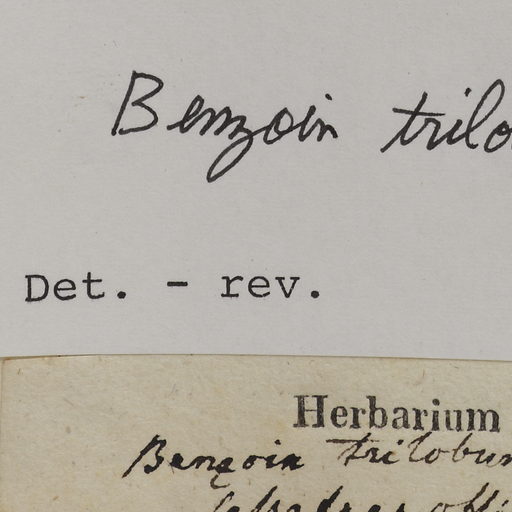 Benzoin trilo
Det. - rev.
Herbarium
Benzoin trilobum